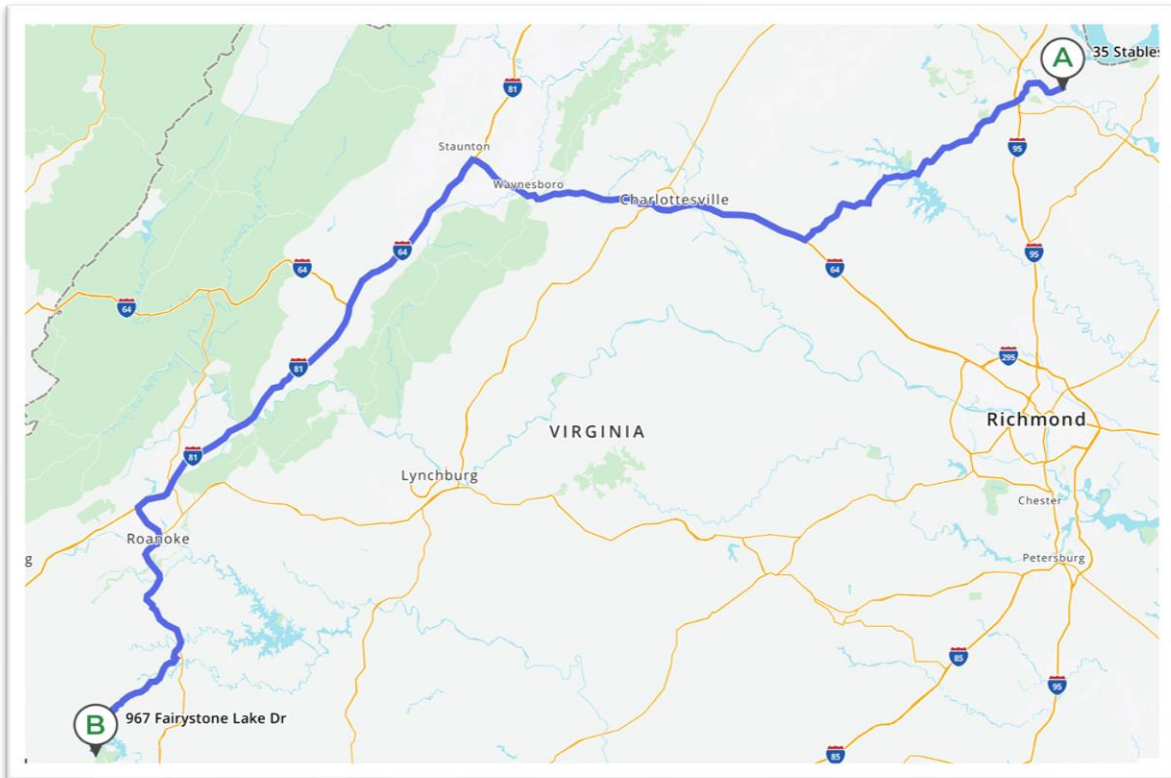 A
35 Stables
81
Staunton
95
Waynesboro
Charlottesville
64
64
64
95
64
81
295
Richmond
VIRGINIA
81
Lynchburg
Chester
Roanoke
g
Petersburg
85
95
B
967 Fairystone Lake Dr
85